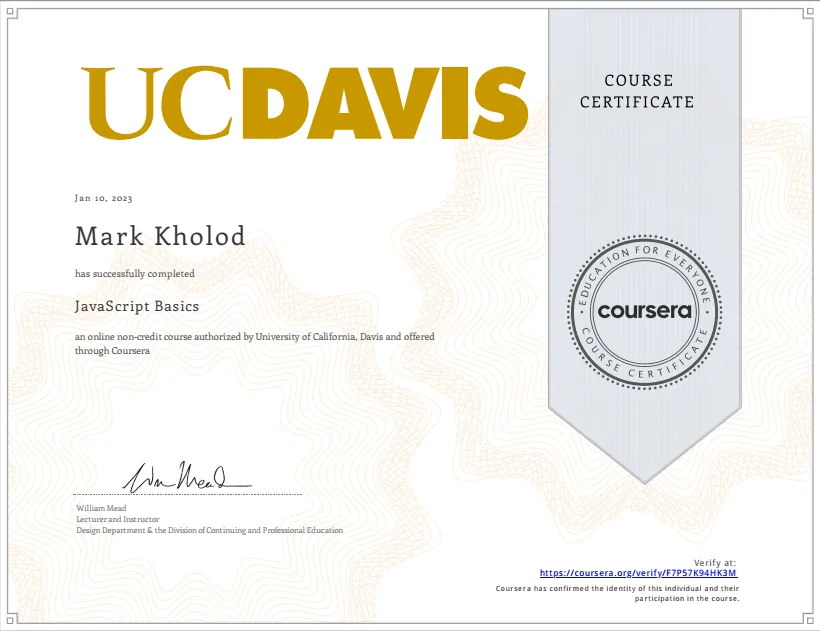 UCDAVIS
COURSE
CERTIFICATE
Jan 10, 2023
Mark Kholod
has successfully completed
JavaScript Basics
an online non-credit course authorized by University of California, Davis and offered
through Coursera
EDUCATION FOR EVERYONE
coursera
COURSE CERTIFICATE
Wm Mead
William Mead
Lecturer and Instructor
Design Department & the Division of Continuing and Professional Education
Verify at:
https://coursera.org/verify/F7P57K94HK3M
Coursera has confirmed the identity of this individual and their
participation in the course.